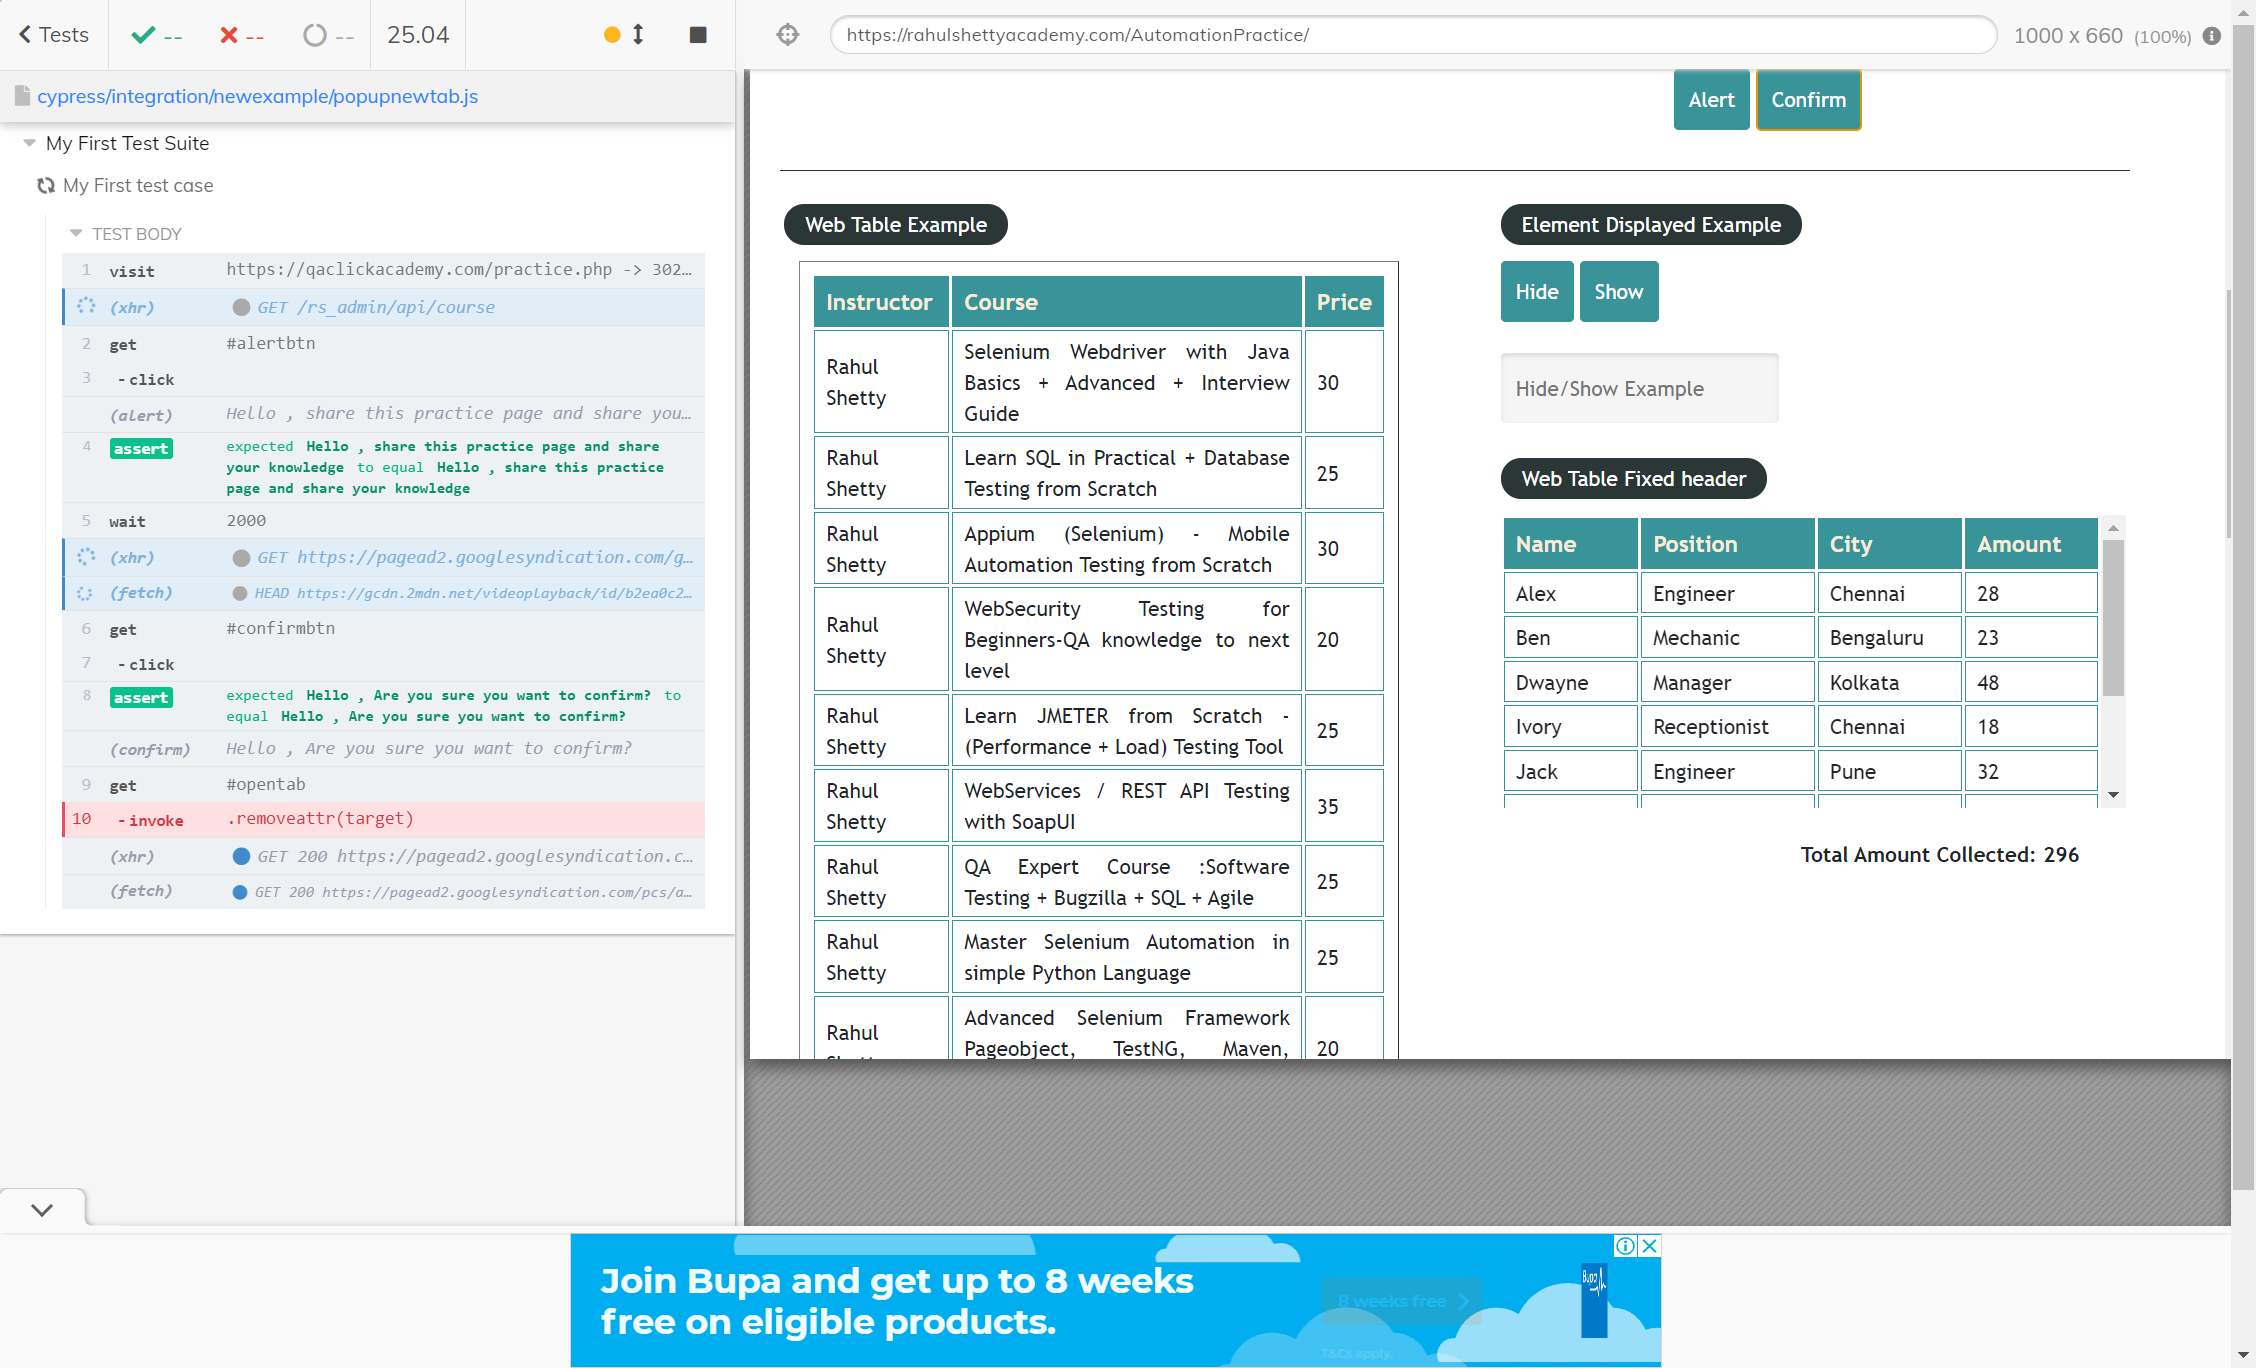 Tests
--
--
--
25.04
https://rahulshettyacademy.com/AutomationPractice/
1000 x 660 (100%)
cypress/integration/newexample/popupnewtab.js
My First Test Suite
My First test case
TEST BODY
1 visit https://qaclickacademy.com/practice.php -> 302…
(xhr) GET /rs_admin/api/course
2 get #alertbtn
3 - click
(alert) Hello , share this practice page and share you…
4 assert expected Hello , share this practice page and share
your knowledge to equal Hello , share this practice
page and share your knowledge
5 wait 2000
(xhr) GET https://pagead2.googlesyndication.com/g…
(fetch) HEAD https://gcdn.2mdn.net/videoplayback/id/b2ea0c2…
6 get #confirmbtn
7 - click
8 assert expected Hello , Are you sure you want to confirm? to
equal Hello , Are you sure you want to confirm?
(confirm) Hello , Are you sure you want to confirm?
9 get #opentab
10 - invoke .removeattr(target)
(xhr) GET 200 https://pagead2.googlesyndication.c…
(fetch) GET 200 https://pagead2.googlesyndication.com/pcs/a…
Alert Confirm
Web Table Example
Instructor Course Price
Rahul
Shetty
Selenium Webdriver with Java
Basics + Advanced + Interview
Guide
30
Rahul
Shetty
Learn SQL in Practical + Database
Testing from Scratch
25
Rahul
Shetty
Appium (Selenium) - Mobile
Automation Testing from Scratch
30
Rahul
Shetty
WebSecurity Testing for
Beginners-QA knowledge to next
level
20
Rahul
Shetty
Learn JMETER from Scratch -
(Performance + Load) Testing Tool
25
Rahul
Shetty
WebServices / REST API Testing
with SoapUI
35
Rahul
Shetty
QA Expert Course :Software
Testing + Bugzilla + SQL + Agile
25
Rahul
Shetty
Master Selenium Automation in
simple Python Language
25
Rahul
Advanced Selenium Framework
Pageobject, TestNG, Maven,
20
Element Displayed Example
Hide Show
Hide/Show Example
Web Table Fixed header
Name Position City Amount
Alex Engineer Chennai 28
Ben Mechanic Bengaluru 23
Dwayne Manager Kolkata 48
Ivory Receptionist Chennai 18
Jack Engineer Pune 32
Total Amount Collected: 296
Join Bupa and get up to 8 weeks
free on eligible products.
8 weeks free
T&Cs apply.
Bupa